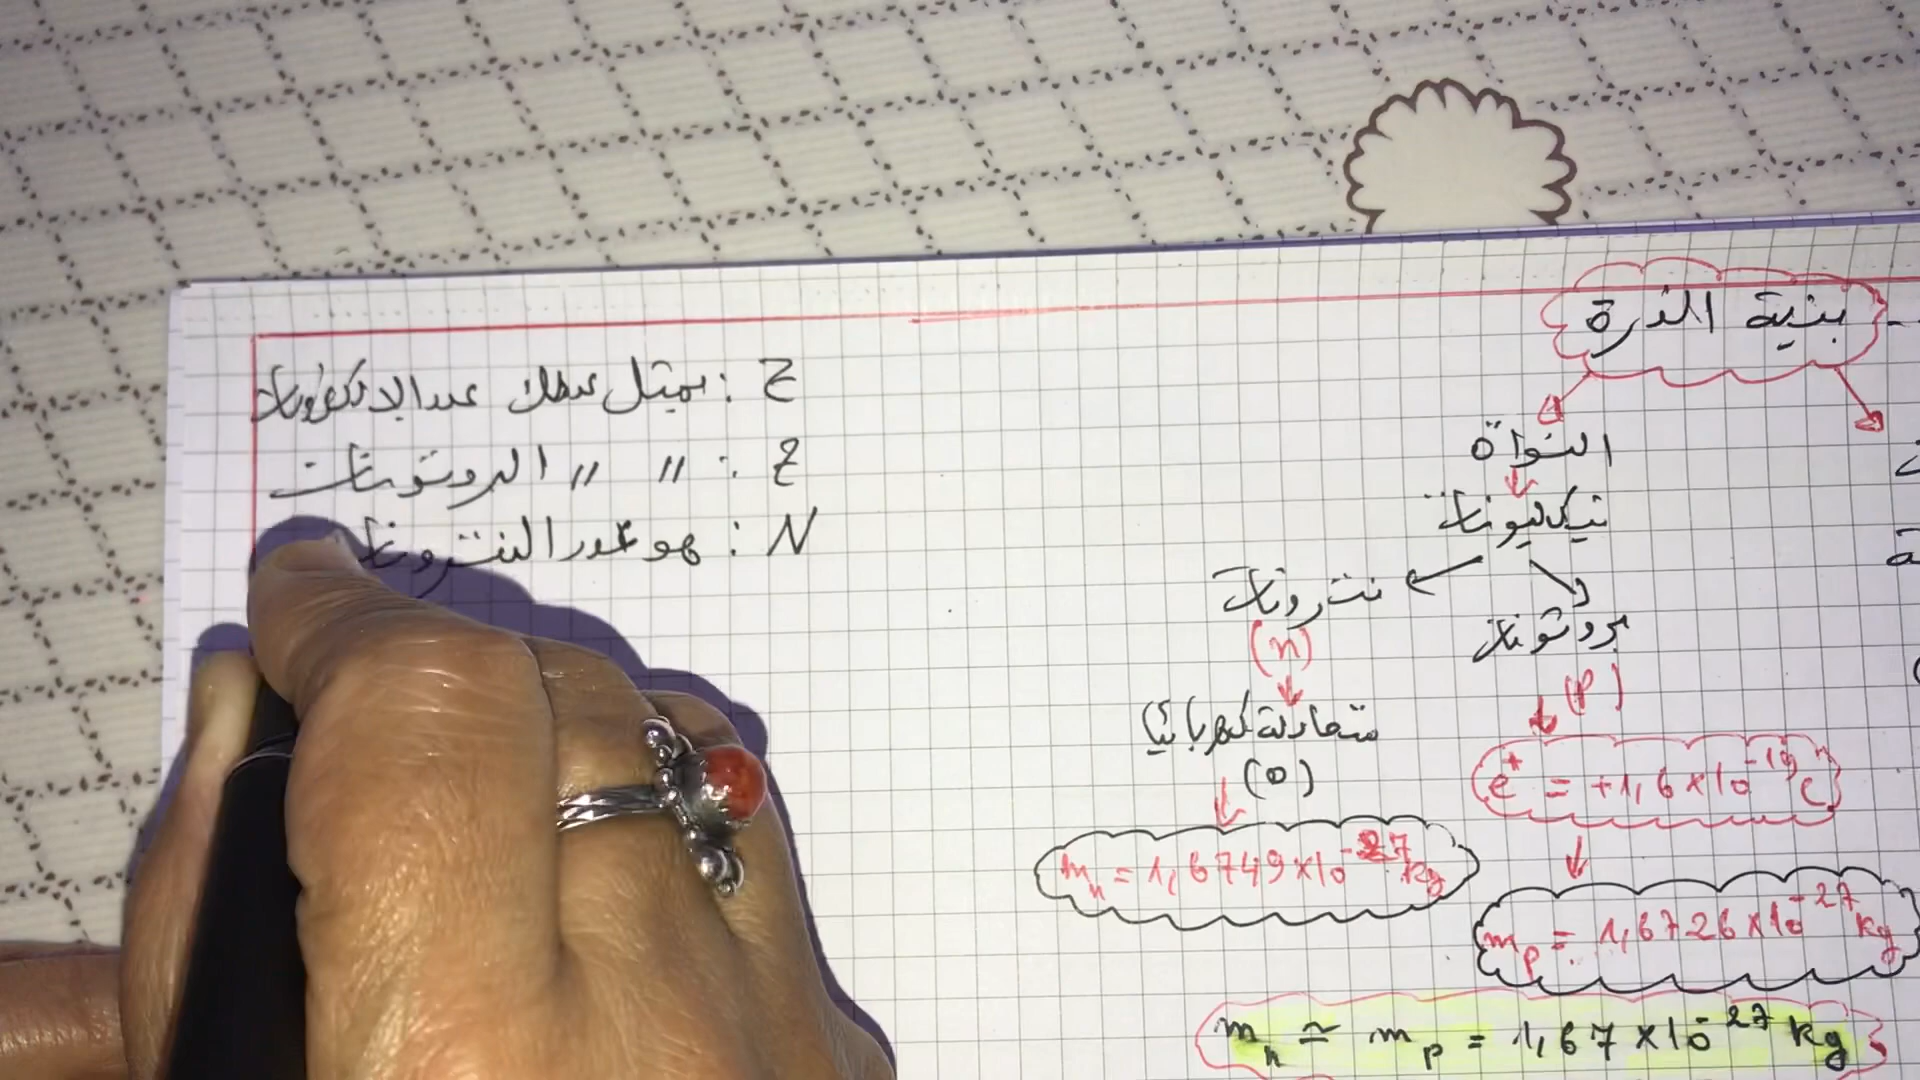 بنية الذرة
النواة
نيكليونات
نترونات
بروتونات
(n)
(P)
متعادلة كهربائيا
(0)
e⁺ = +1,6 × 10⁻¹⁹ C
mₙ = 1,6749 × 10⁻²⁷ kg
mₚ = 1,6726 × 10⁻²⁷ kg
mₙ ≃ mₚ = 1,67 × 10⁻²⁷ kg
Z : يمثل عدد الالكترونات
Z : 〃 〃 البروتونات
N : هو عدد النترونات